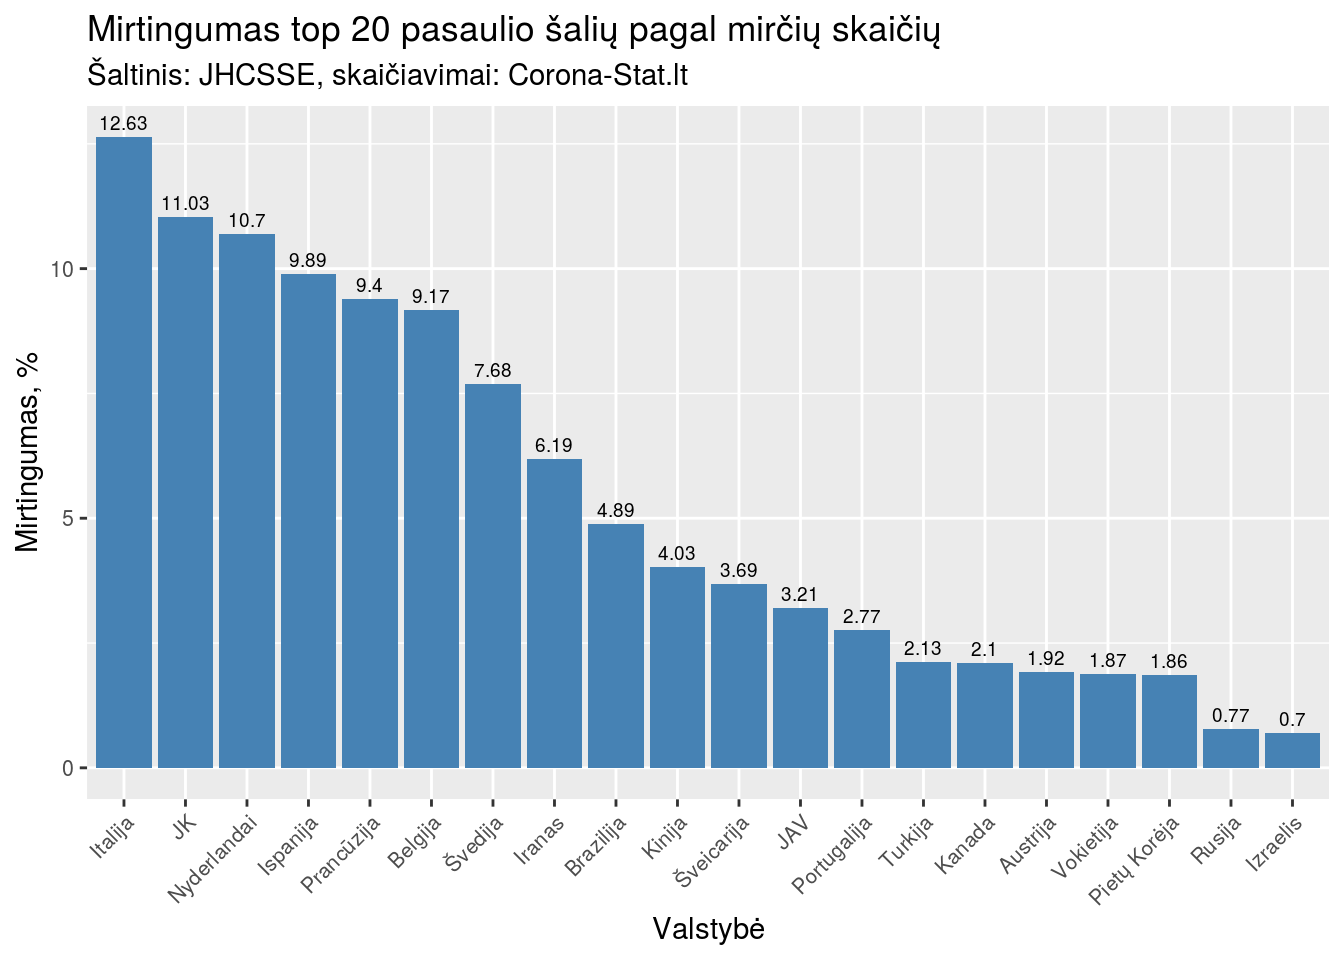 Mirtingumas top 20 pasaulio šalių pagal mirčių skaičių
Šaltinis: JHCSSE, skaičiavimai: Corona-Stat.lt
12.63
11.03
10.7
9.89
9.4
9.17
7.68
6.19
4.89
4.03
3.69
3.21
2.77
2.13
2.1
1.92
1.87
1.86
0.77
0.7
10
5
0
Mirtingumas, %
Italija
JK
Nyderlandai
Ispanija
Prancūzija
Belgija
Švedija
Iranas
Brazilija
Kinija
Šveicarija
JAV
Portugalija
Turkija
Kanada
Austrija
Vokietija
Pietų Korėja
Rusija
Izraelis
Valstybė